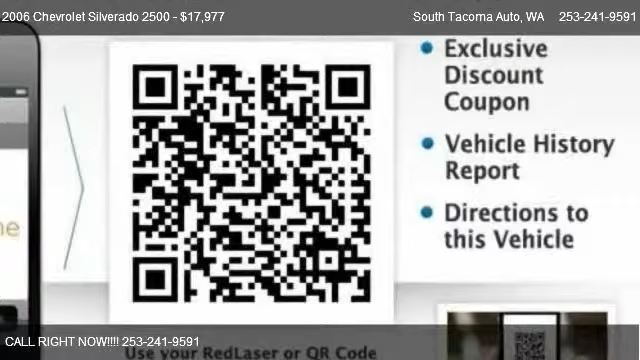 2006 Chevrolet Silverado 2500 - $17,977
South Tacoma Auto, WA 253-241-9591
Exclusive
Discount
Coupon
Vehicle History
Report
Directions to
this Vehicle
ne
CALL RIGHT NOW!!!! 253-241-9591
Use your RedLaser or QR Code